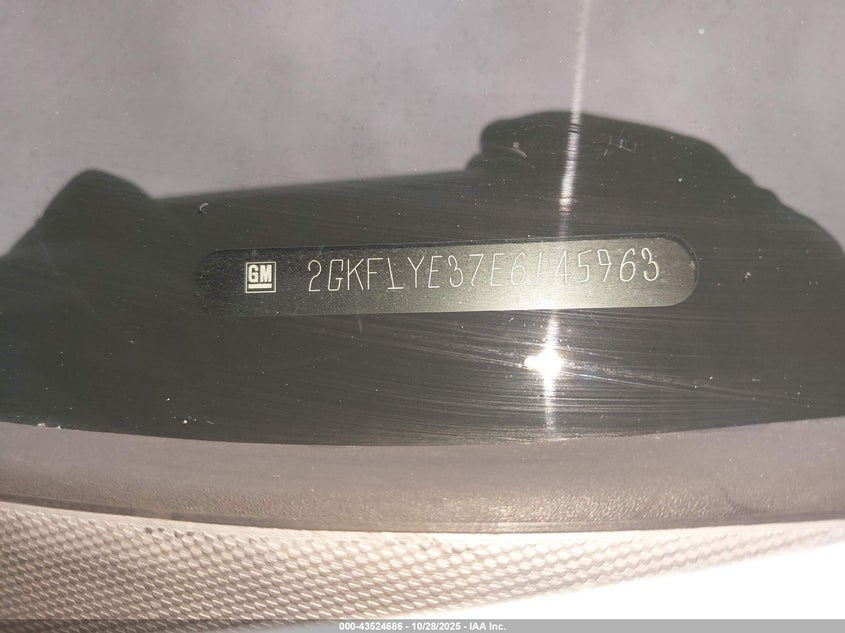 GM 2GKFLYE37E6145963
000-43524686 - 10/28/2025 - IAA Inc.